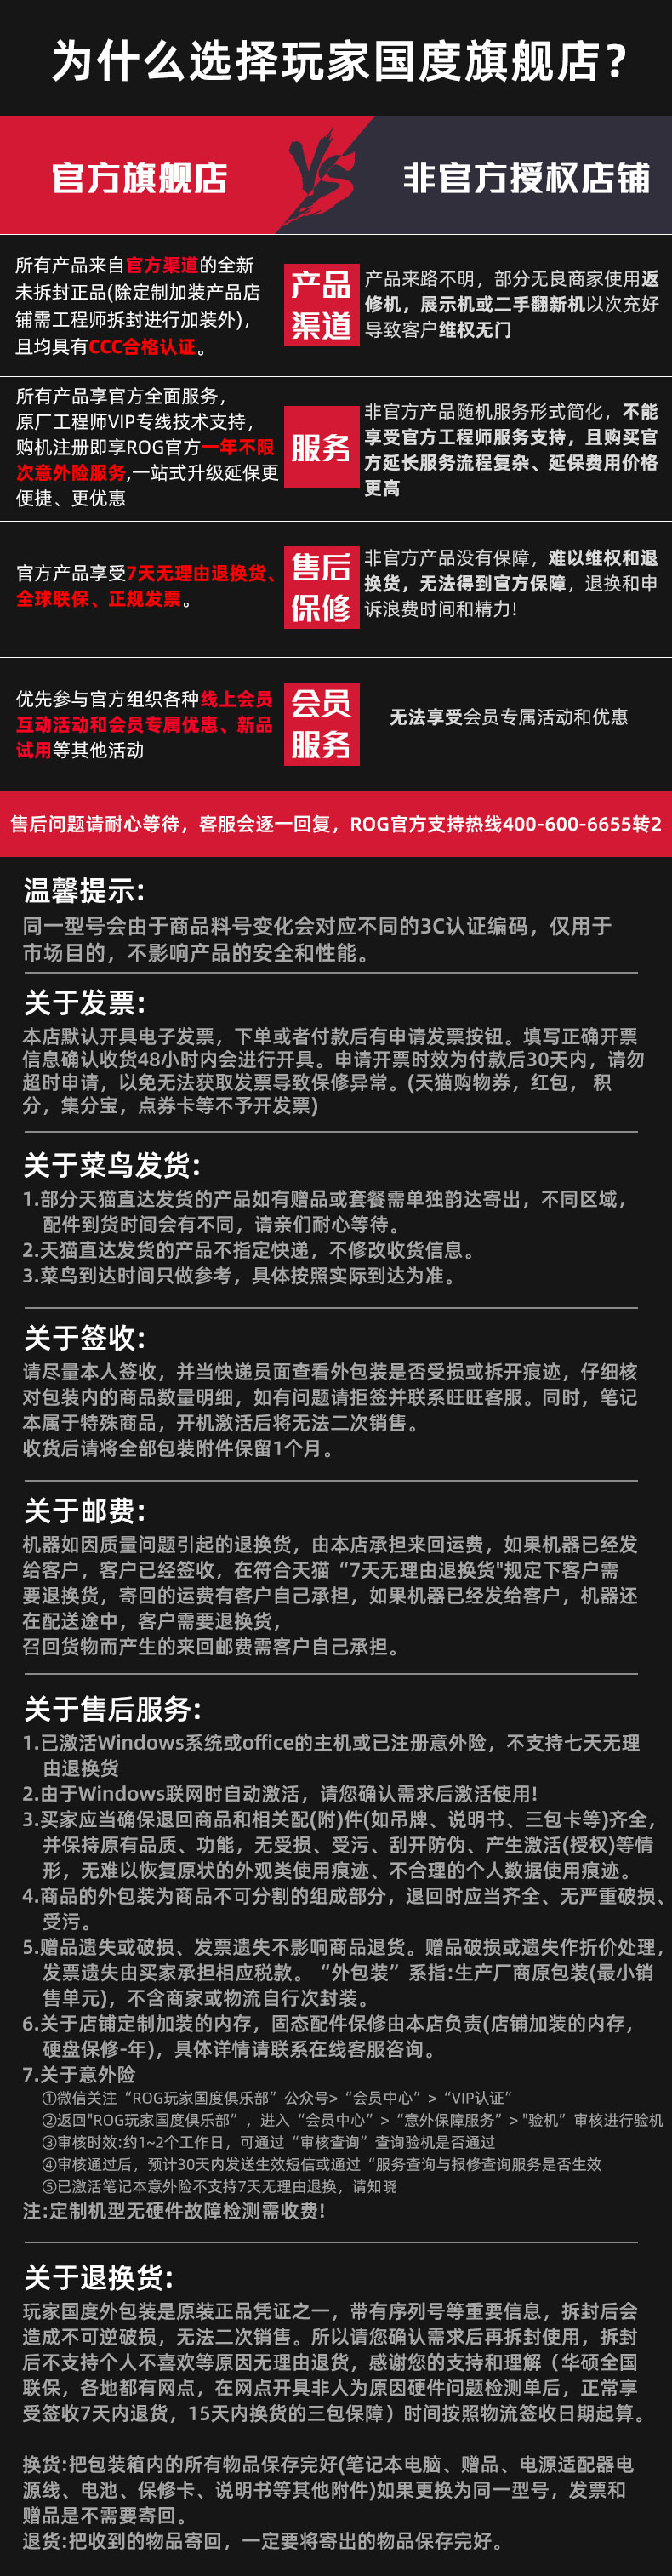 为什么选择玩家国度旗舰店?
官方旗舰店
VS
非官方授权店铺
所有产品来自官方渠道的全新
未拆封正品(除定制加装产品店
铺需工程师拆封进行加装外),
且均具有CCC合格认证。
产品
渠道
产品来路不明，部分无良商家使用返
修机，展示机或二手翻新机以次充好
导致客户维权无门
所有产品享官方全面服务,
原厂工程师VIP专线技术支持,
购机注册即享ROG官方一年不限
次意外险服务,一站式升级延保更
便捷、更优惠
服务
非官方产品随机服务形式简化，不能
享受官方工程师服务支持，且购买官
方延长服务流程复杂、延保费用价格
更高
官方产品享受7天无理由退换货、
全球联保、正规发票。
售后
保修
非官方产品没有保障，难以维权和退
换货，无法得到官方保障，退换和申
诉浪费时间和精力!
优先参与官方组织各种线上会员
互动活动和会员专属优惠、新品
试用等其他活动
会员
服务
无法享受会员专属活动和优惠
售后问题请耐心等待，客服会逐一回复，ROG官方支持热线400-600-6655转2
温馨提示:
同一型号会由于商品料号变化会对应不同的3C认证编码，仅用于
市场目的，不影响产品的安全和性能。
关于发票:
本店默认开具电子发票，下单或者付款后有申请发票按钮。填写正确开票
信息确认收货48小时内会进行开具。申请开票时效为付款后30天内，请勿
超时申请，以免无法获取发票导致保修异常。(天猫购物券，红包， 积
分，集分宝，点券卡等不予开发票)
关于菜鸟发货:
1.部分天猫直达发货的产品如有赠品或套餐需单独韵达寄出，不同区域，
配件到货时间会有不同，请亲们耐心等待。
2.天猫直达发货的产品不指定快递，不修改收货信息。
3.菜鸟到达时间只做参考，具体按照实际到达为准。
关于签收:
请尽量本人签收，并当快递员面查看外包装是否受损或拆开痕迹，仔细核
对包装内的商品数量明细，如有问题请拒签并联系旺旺客服。同时，笔记
本属于特殊商品，开机激活后将无法二次销售。
收货后请将全部包装附件保留1个月。
关于邮费:
机器如因质量问题引起的退换货，由本店承担来回运费，如果机器已经发
给客户，客户已经签收，在符合天猫“7天无理由退换货"规定下客户需
要退换货，寄回的运费有客户自己承担，如果机器已经发给客户，机器还
在配送途中，客户需要退换货，
召回货物而产生的来回邮费需客户自己承担。
关于售后服务:
1.已激活Windows系统或office的主机或已注册意外险，不支持七天无理
由退换货
2.由于Windows联网时自动激活，请您确认需求后激活使用!
3.买家应当确保退回商品和相关配(附)件(如吊牌、说明书、三包卡等)齐全，
并保持原有品质、功能，无受损、受污、刮开防伪、产生激活(授权)等情
形，无难以恢复原状的外观类使用痕迹、不合理的个人数据使用痕迹。
4.商品的外包装为商品不可分割的组成部分，退回时应当齐全、无严重破损、
受污。
5.赠品遗失或破损、发票遗失不影响商品退货。赠品破损或遗失作折价处理，
发票遗失由买家承担相应税款。“外包装”系指:生产厂商原包装(最小销
售单元)，不含商家或物流自行二次封装。
6.关于店铺定制加装的内存，固态配件保修由本店负责(店铺加装的内存，
硬盘保修-年)，具体详情请联系在线客服咨询。
7.关于意外险
①微信关注“ROG玩家国度俱乐部”公众号>“会员中心”>“VIP认证”
②返回"ROG玩家国度俱乐部”，进入“会员中心”>“意外保障服务”> "验机”审核进行验机
③审核时效:约1~2个工作日，可通过“审核查询”查询验机是否通过
④审核通过后，预计30天内发送生效短信或通过“服务查询与报修查询服务是否生效
⑤已激活笔记本意外险不支持7天无理由退换，请知晓
注:定制机型无硬件故障检测需收费!
关于退换货:
玩家国度外包装是原装正品凭证之一，带有序列号等重要信息，拆封后会
造成不可逆破损，无法二次销售。所以请您确认需求后再拆封使用，拆封
后不支持个人不喜欢等原因无理由退货，感谢您的支持和理解（华硕全国
联保，各地都有网点，在网点开具非人为原因硬件问题检测单后，正常享
受签收7天内退货，15天内换货的三包保障）时间按照物流签收日期起算。
换货:把包装箱内的所有物品保存完好(笔记本电脑、赠品、电源适配器电
源线、电池、保修卡、说明书等其他附件)如果更换为同一型号，发票和
赠品是不需要寄回。
退货:把收到的物品寄回，一定要将寄出的物品保存完好。